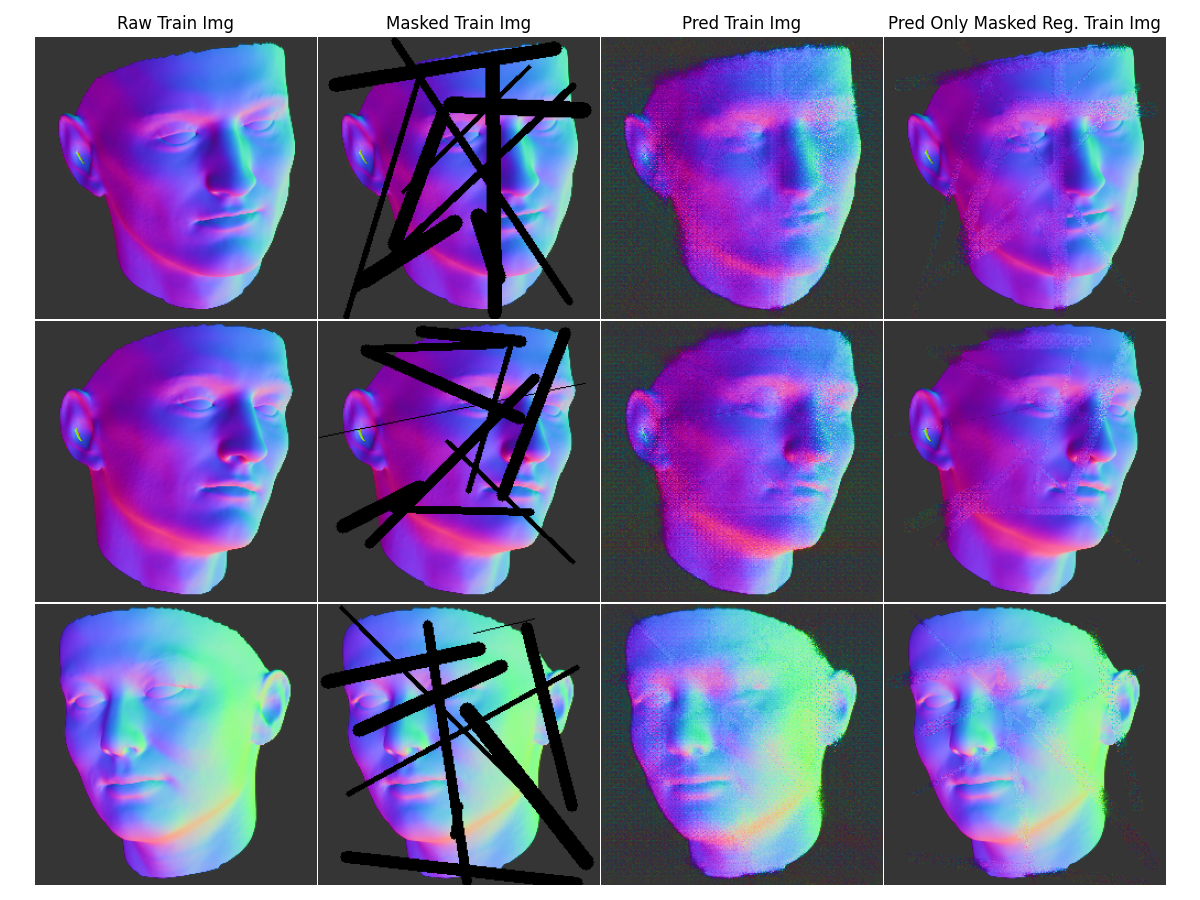 Raw Train Img
Masked Train Img
Pred Train Img
Pred Only Masked Reg. Train Img